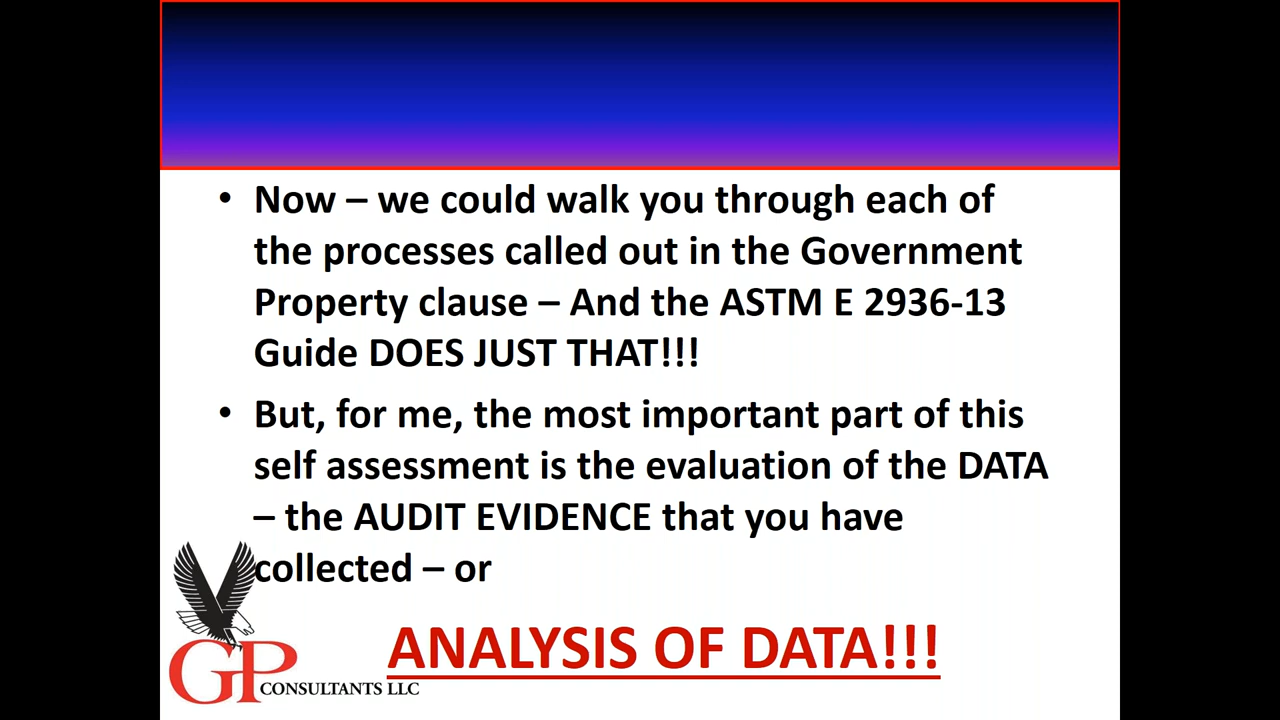 • Now – we could walk you through each of
the processes called out in the Government
Property clause – And the ASTM E 2936-13
Guide DOES JUST THAT!!!
• But, for me, the most important part of this
self assessment is the evaluation of the DATA
– the AUDIT EVIDENCE that you have
collected – or
ANALYSIS OF DATA!!!
GP CONSULTANTS LLC